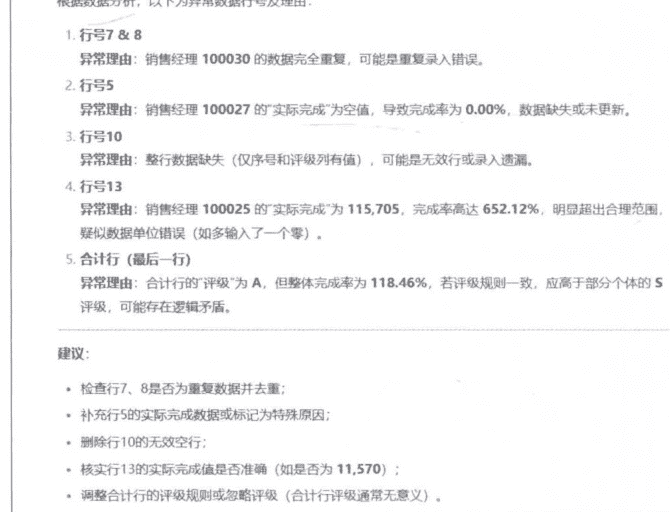 根据数据分析，以下为异常数据行号及理由：
1. 行号7 & 8
异常理由：销售经理 100030 的数据完全重复，可能是重复录入错误。
2. 行号5
异常理由：销售经理 100027 的“实际完成”为空值，导致完成率为 0.00%，数据缺失或未更新。
3. 行号10
异常理由：整行数据缺失（仅序号和评级列有值），可能是无效行或录入遗漏。
4. 行号13
异常理由：销售经理 100025 的“实际完成”为 115,705，完成率高达 652.12%，明显超出合理范围，
疑似数据单位错误（如多输入了一个零）。
5. 合计行（最后一行）
异常理由：合计行的“评级”为 A，但整体完成率为 118.46%，若评级规则一致，应高于部分个体的 S
评级，可能存在逻辑矛盾。
建议：
• 检查行7、8是否为重复数据并去重；
• 补充行5的实际完成数据或标记为特殊原因；
• 删除行10的无效空行；
• 核实行13的实际完成值是否准确（如是否为 11,570）；
• 调整合计行的评级规则或忽略评级（合计行评级通常无意义）。